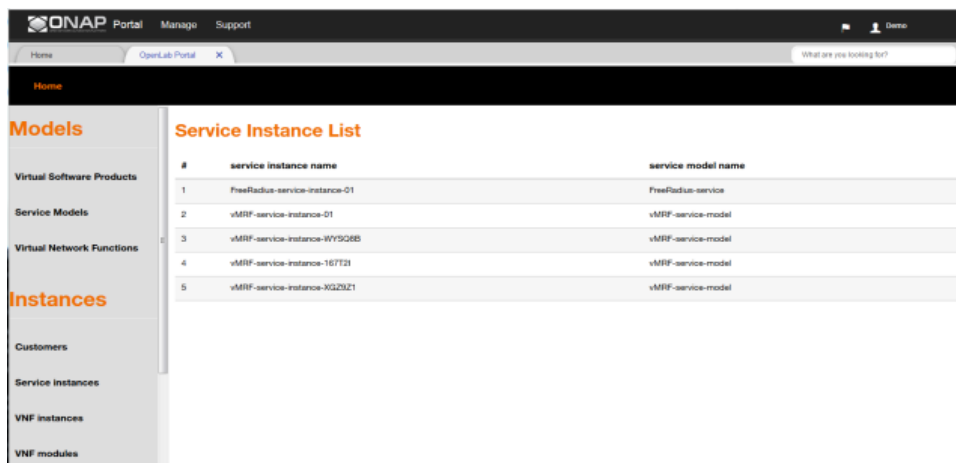 ONAP Portal Manage Support Demo
Home OpenLab Portal X What are you looking for?
Home
Models
Virtual Software Products
Service Models
Virtual Network Functions
Instances
Customers
Service instances
VNF instances
VNF modules
Service Instance List
# service instance name service model name
1 FreeRadius-service-instance-01 FreeRadius-service
2 vMRF-service-instance-01 vMRF-service-model
3 vMRF-service-instance-WYSQ8B vMRF-service-model
4 vMRF-service-instance-167T2I vMRF-service-model
5 vMRF-service-instance-XGZ9Z1 vMRF-service-model